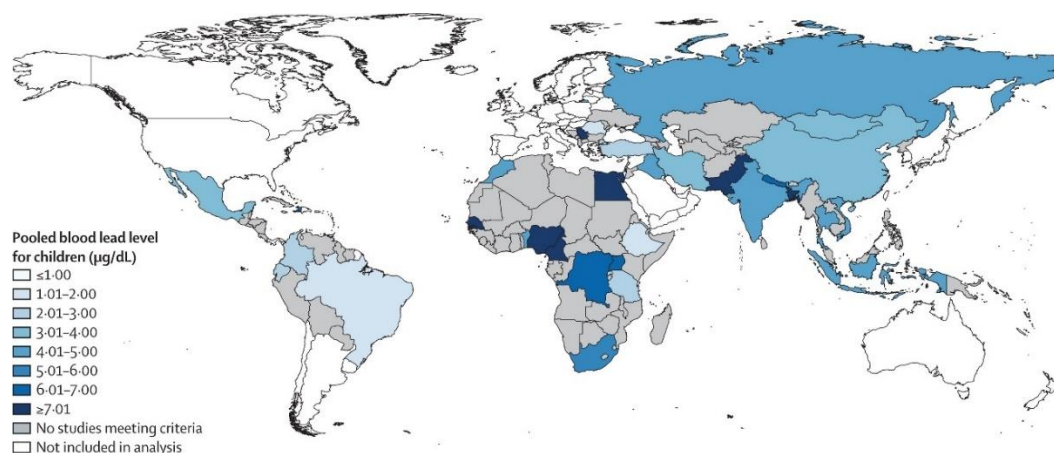 Pooled blood lead level
for children (µg/dL)
≤1·00
1·01–2·00
2·01–3·00
3·01–4·00
4·01–5·00
5·01–6·00
6·01–7·00
≥7·01
No studies meeting criteria
Not included in analysis